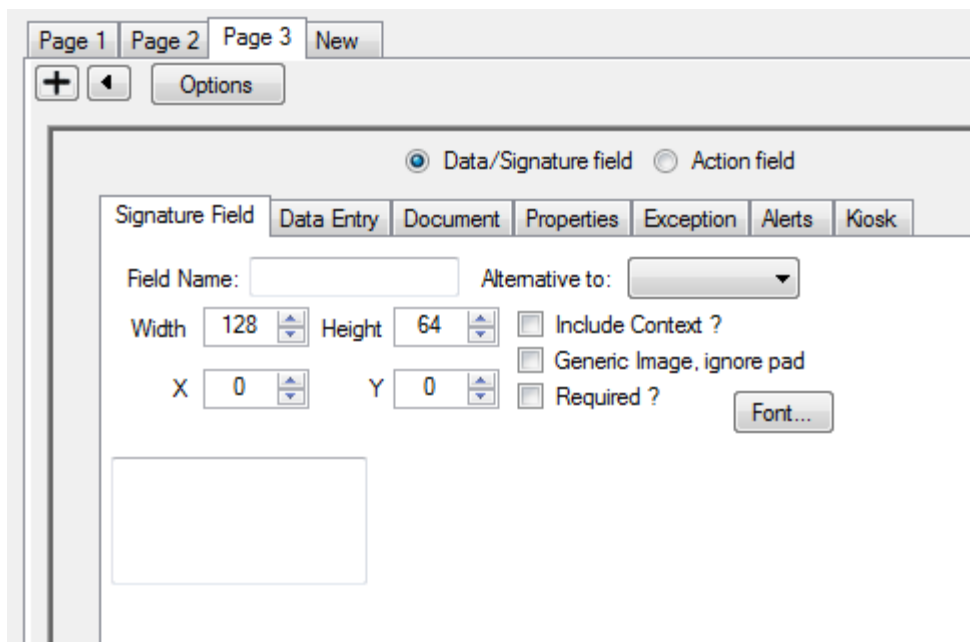 Page 1 Page 2 Page 3 New
Options
Data/Signature field Action field
Signature Field Data Entry Document Properties Exception Alerts Kiosk
Field Name: Alternative to:
Width 128 Height 64 Include Context ?
Generic Image, ignore pad
X 0 Y 0 Required ?
Font...